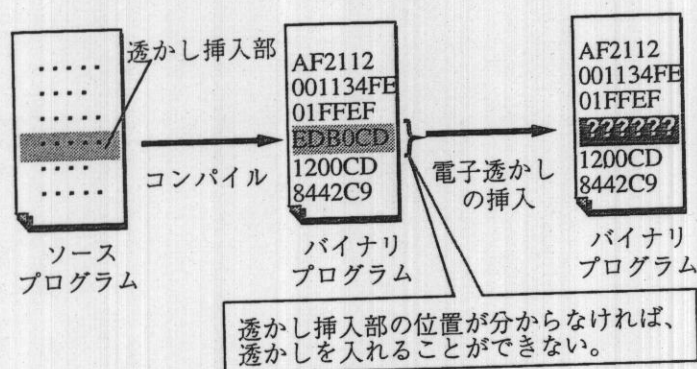 透かし挿入部
ソース
プログラム
コンパイル
AF2112
001134FE
01FFEF
EDB0CD
1200CD
8442C9
バイナリ
プログラム
電子透かし
の挿入
AF2112
001134FE
01FFEF
??????
1200CD
8442C9
バイナリ
プログラム
透かし挿入部の位置が分からなければ、
透かしを入れることができない。